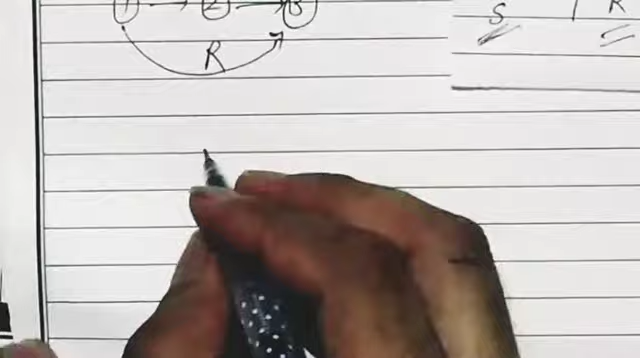 1 → 2 → 3
R
S | R